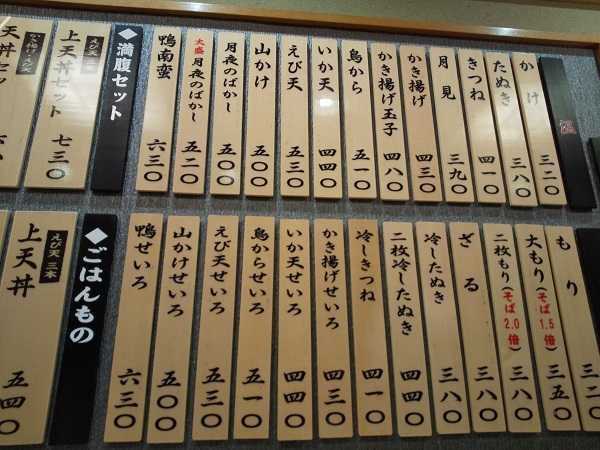 かけ 三二〇
たぬき 三八〇
きつね 四一〇
月見 三九〇
かき揚げ 四三〇
かき揚げ玉子 四八〇
鳥から 五一〇
いか天 四四〇
えび天 五三〇
山かけ 五〇〇
月夜のばかし 五〇〇
大盛 月夜のばかし 五二〇
鴨南蛮 六三〇
◆満腹セット
上天丼セット 七三〇
天丼セット
もり 三二〇
大もり(そば1.5倍) 三五〇
二枚もり(そば2.0倍) 三八〇
ざる 三八〇
冷したぬき 三八〇
二枚冷したぬき 四四〇
冷しきつね 四一〇
かき揚げせいろ 四三〇
いか天せいろ 四四〇
鳥からせいろ 五一〇
えび天せいろ 五三〇
山かけせいろ 五〇〇
鴨せいろ 六三〇
◆ごはんもの
えび天三本
上天丼 五四〇